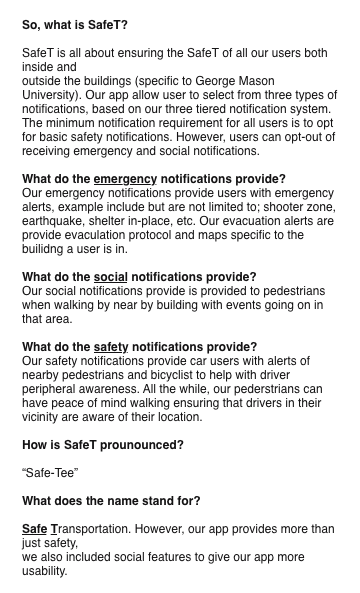 So, what is SafeT?
SafeT is all about ensuring the SafeT of all our users both
inside and
outside the buildings (specific to George Mason
University). Our app allow user to select from three types of
notifications, based on our three tiered notification system.
The minimum notification requirement for all users is to opt
for basic safety notifications. However, users can opt-out of
receiving emergency and social notifications.
What do the emergency notifications provide?
Our emergency notifications provide users with emergency
alerts, example include but are not limited to; shooter zone,
earthquake, shelter in-place, etc. Our evacuation alerts are
provide evaculation protocol and maps specific to the
builidng a user is in.
What do the social notifications provide?
Our social notifications provide is provided to pedestrians
when walking by near by building with events going on in
that area.
What do the safety notifications provide?
Our safety notifications provide car users with alerts of
nearby pedestrians and bicyclist to help with driver
peripheral awareness. All the while, our pederstrians can
have peace of mind walking ensuring that drivers in their
vicinity are aware of their location.
How is SafeT prounounced?
“Safe-Tee”
What does the name stand for?
Safe Transportation. However, our app provides more than
just safety,
we also included social features to give our app more
usability.